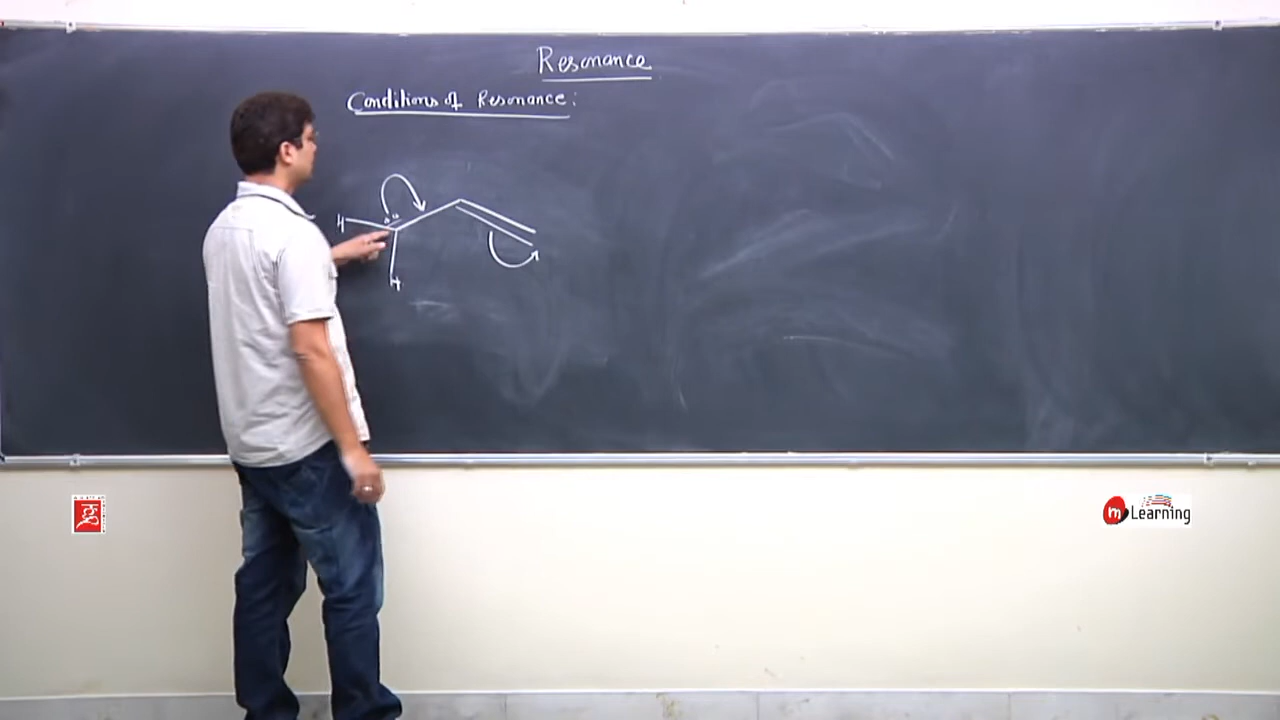 Resonance
Conditions of Resonance:
H
H
m Learning